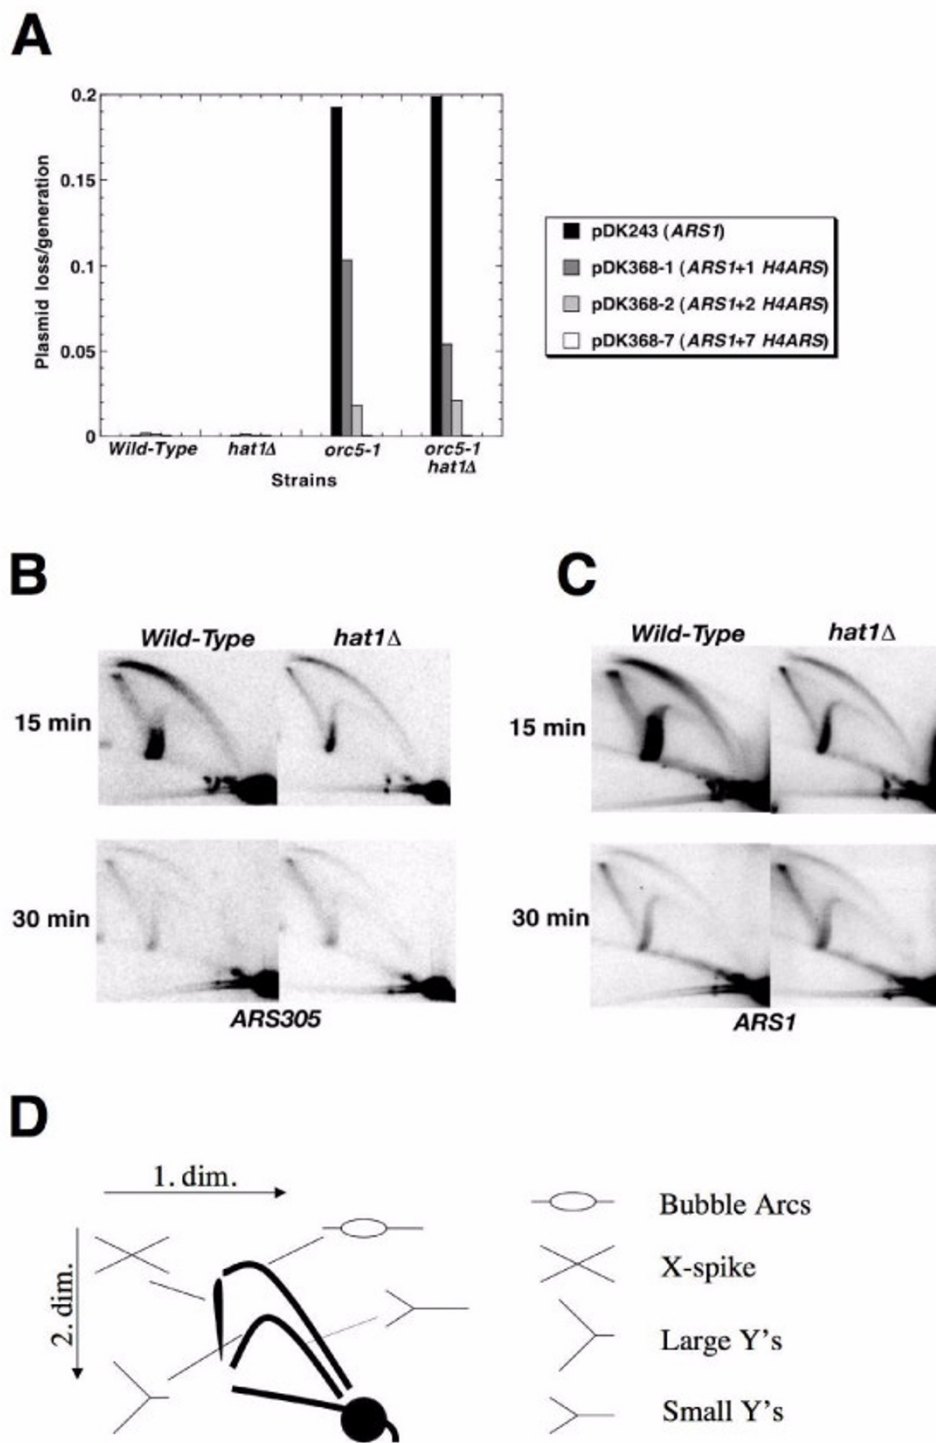 A
0.2
0.15
0.1
0.05
0
Plasmid loss/generation
Wild-Type
hat1Δ
orc5-1
orc5-1
hat1Δ
Strains
pDK243 (ARS1)
pDK368-1 (ARS1+1 H4ARS)
pDK368-2 (ARS1+2 H4ARS)
pDK368-7 (ARS1+7 H4ARS)
B
Wild-Type
hat1Δ
15 min
30 min
ARS305
C
Wild-Type
hat1Δ
15 min
30 min
ARS1
D
1. dim.
2. dim.
Bubble Arcs
X-spike
Large Y's
Small Y's